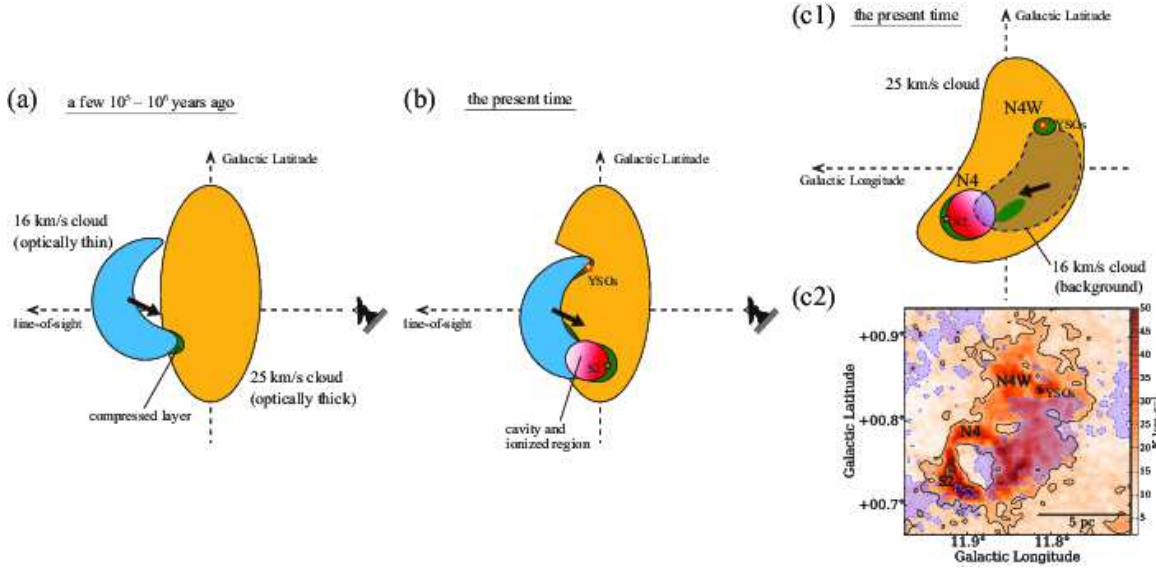 (a)
a few 10⁵ – 10⁶ years ago
Galactic Latitude
16 km/s cloud
(optically thin)
line-of-sight
25 km/s cloud
(optically thick)
compressed layer
(b)
the present time
Galactic Latitude
YSOs
line-of-sight
S2
cavity and
ionized region
(c1)
the present time
Galactic Latitude
25 km/s cloud
N4W
YSOs
Galactic Longitude
N4
S2
16 km/s cloud
(background)
(c2)
+00.9°
+00.8°
+00.7°
Galactic Latitude
N4W
YSOs
N4
S2
5 pc
11.9°
11.8°
Galactic Longitude
50
45
40
35
30
25
20
15
10
5